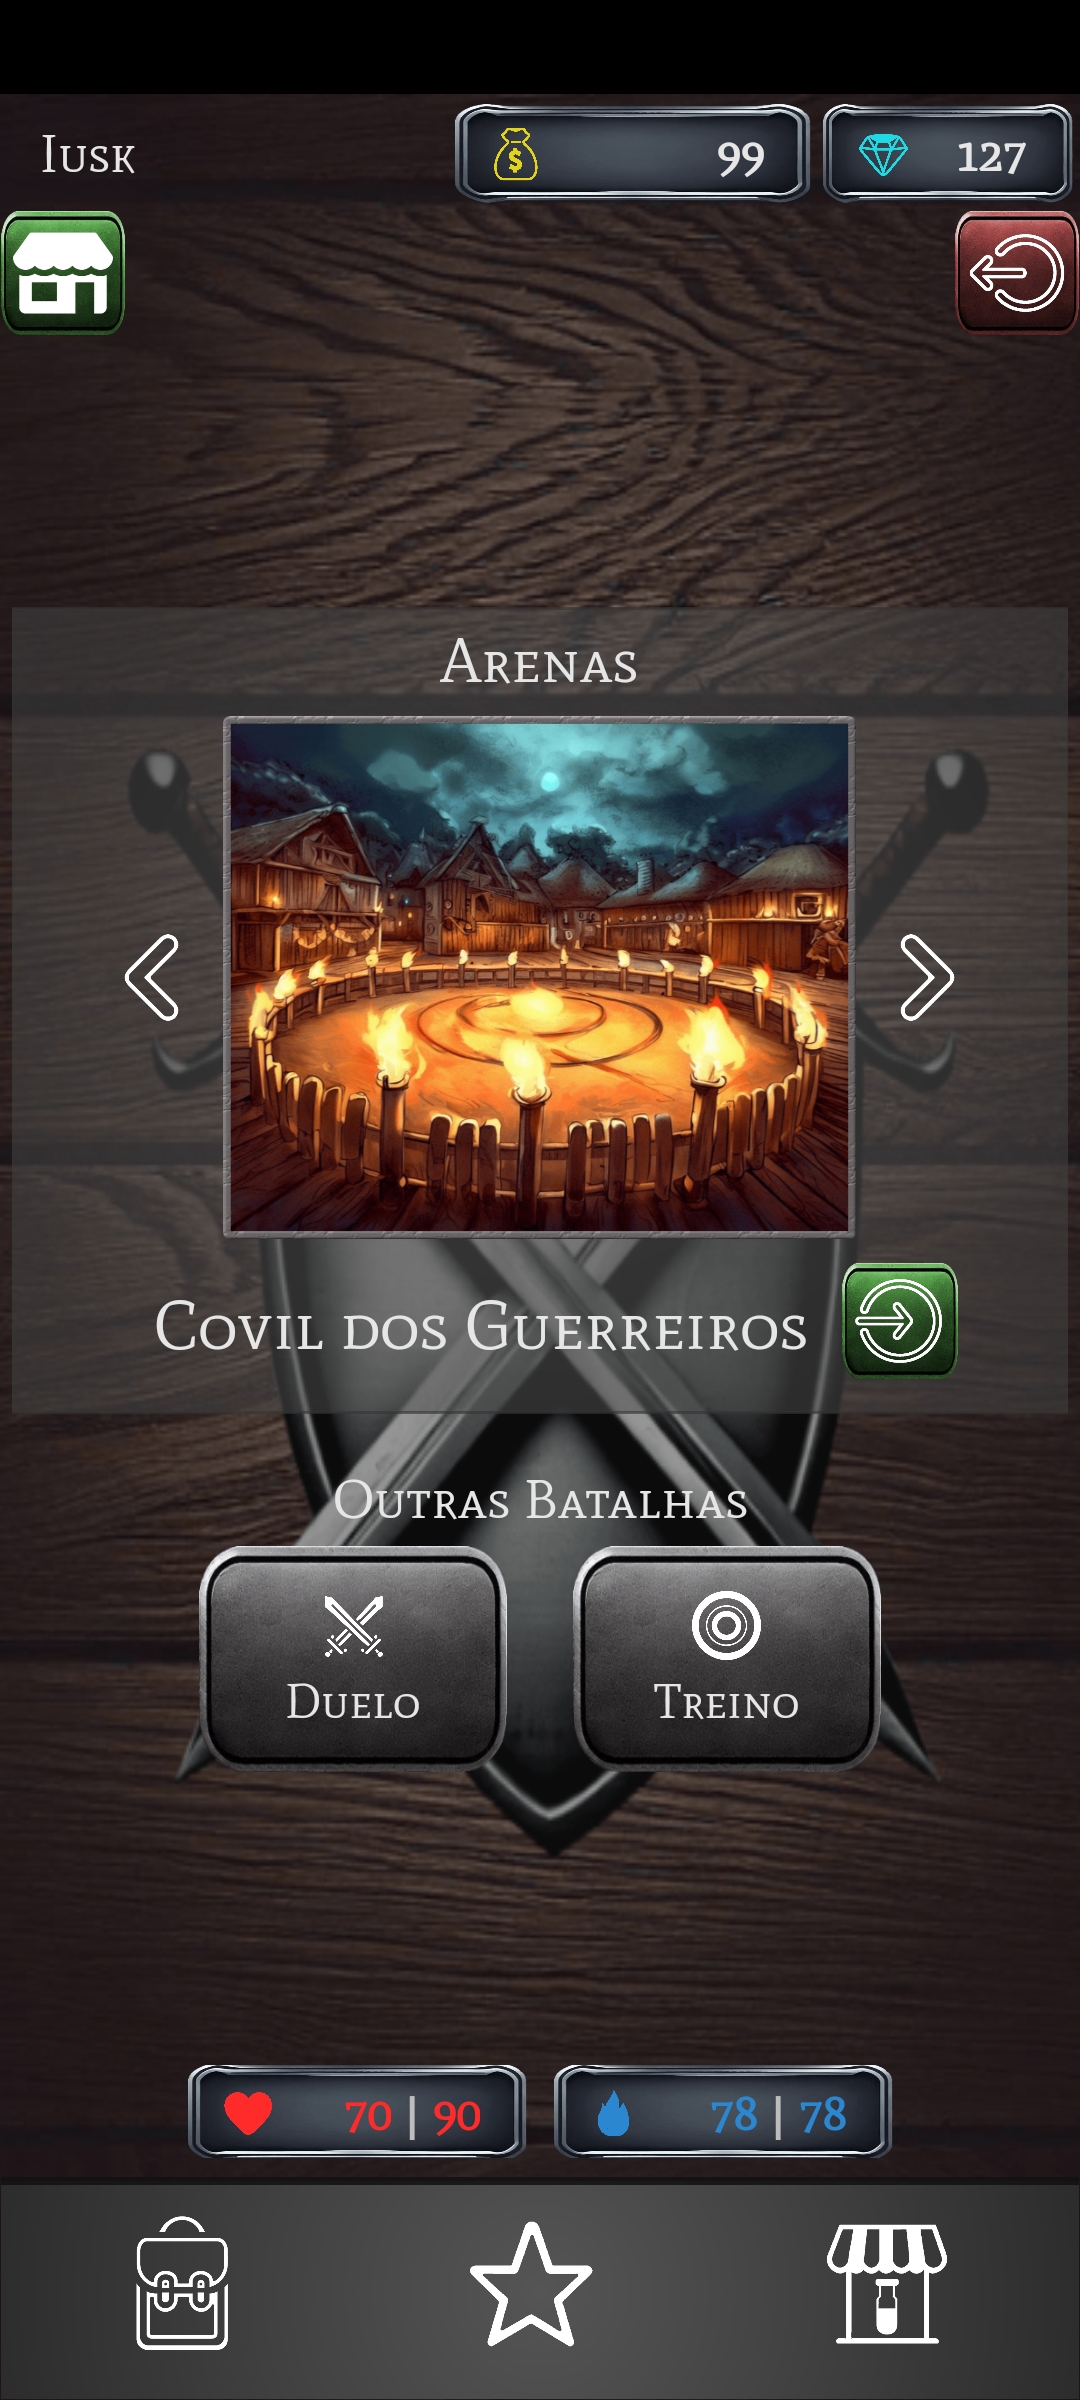 Iusk
99
127
Arenas
Covil dos Guerreiros
Outras Batalhas
Duelo
Treino
70 | 90
78 | 78